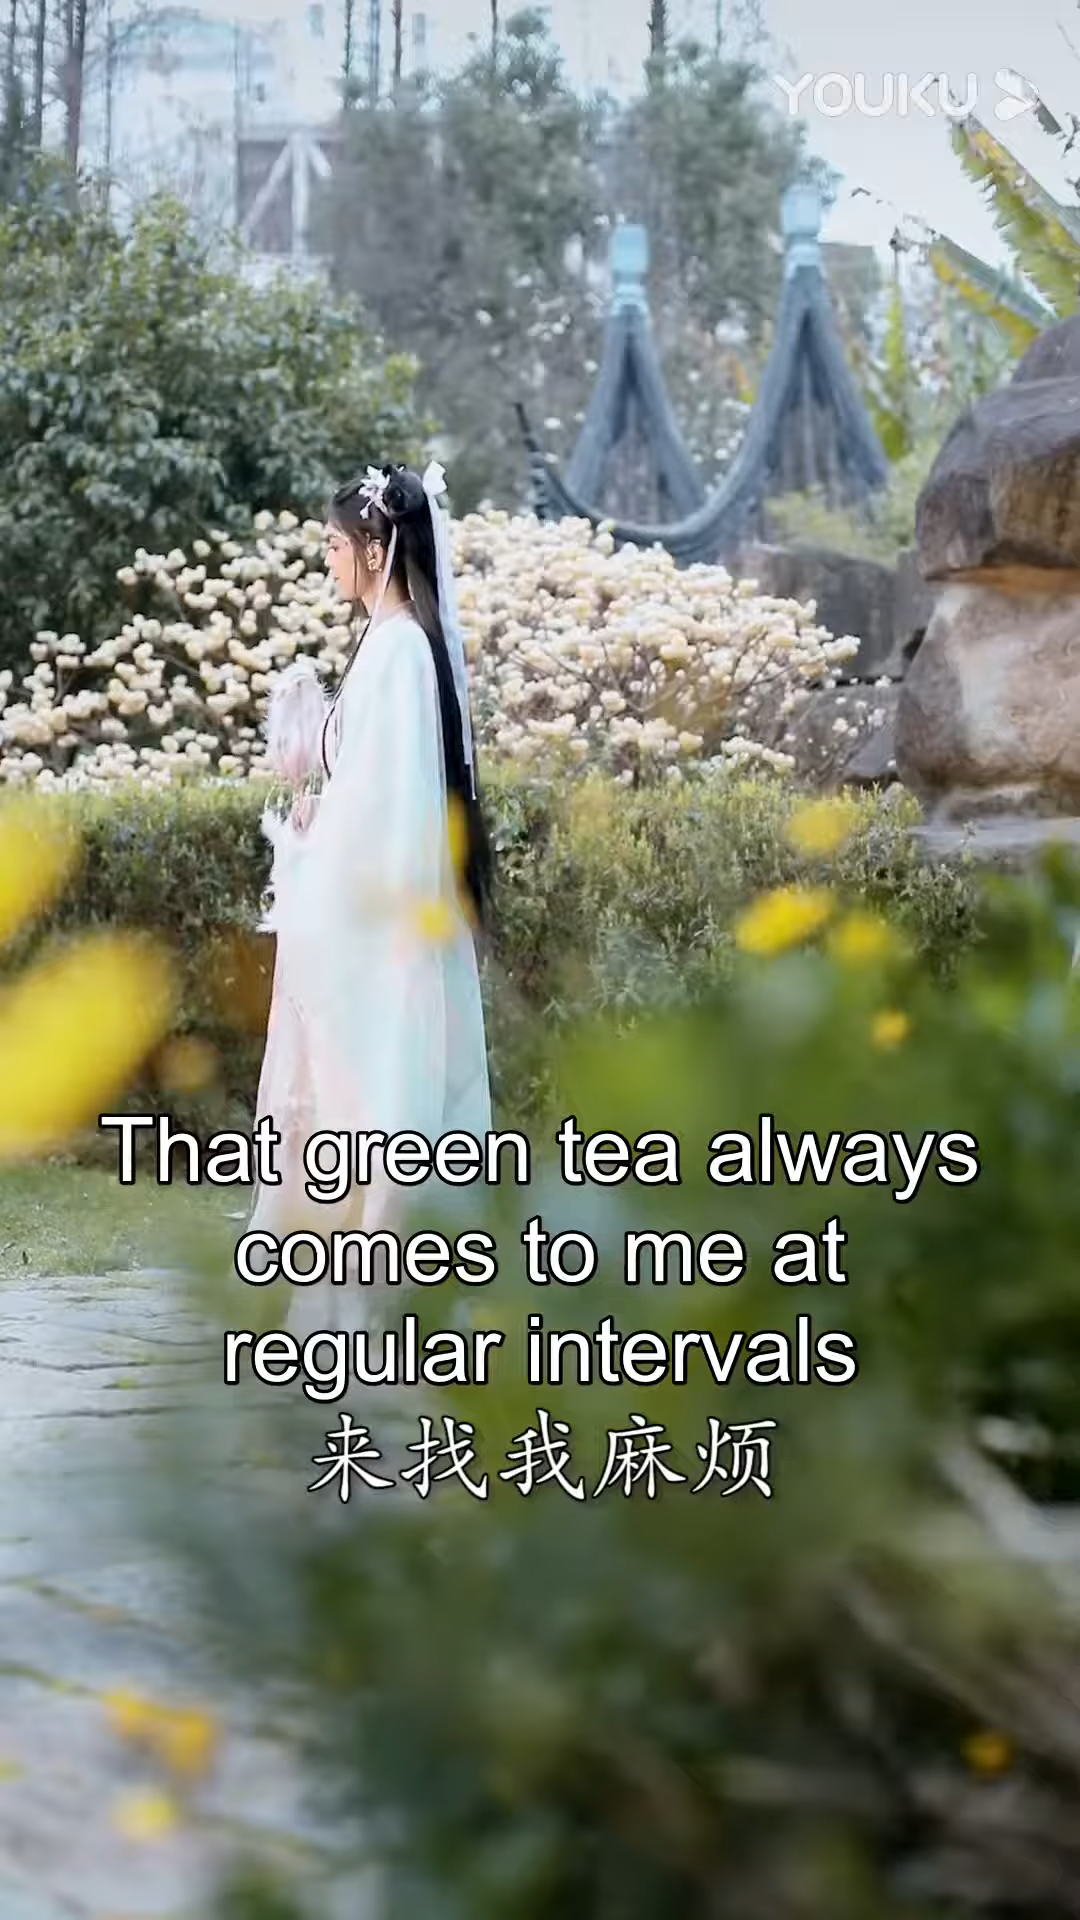 YOUKU
That green tea always
comes to me at
regular intervals
来找我麻烦